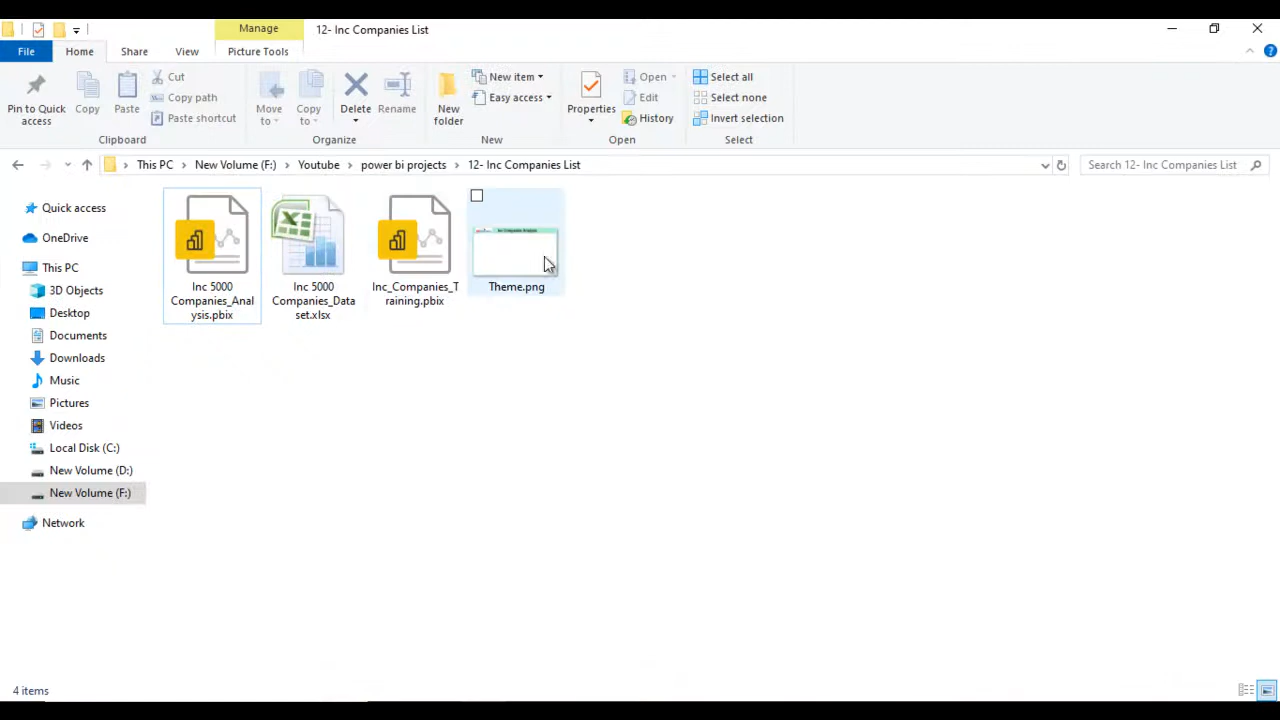 Manage
12- Inc Companies List
File
Home
Share
View
Picture Tools
Pin to Quick
access
Copy
Paste
Cut
Copy path
Paste shortcut
Clipboard
Move
to
Copy
to
Delete
Rename
Organize
New
folder
New item
Easy access
New
Properties
Open
Edit
History
Open
Select all
Select none
Invert selection
Select
This PC
New Volume (F:)
Youtube
power bi projects
12- Inc Companies List
Search 12- Inc Companies List
Quick access
OneDrive
This PC
3D Objects
Desktop
Documents
Downloads
Music
Pictures
Videos
Local Disk (C:)
New Volume (D:)
New Volume (F:)
Network
Inc 5000
Companies_Anal
ysis.pbix
Inc 5000
Companies_Data
set.xlsx
Inc_Companies_T
raining.pbix
Inc Companies Analysis
Theme.png
4 items